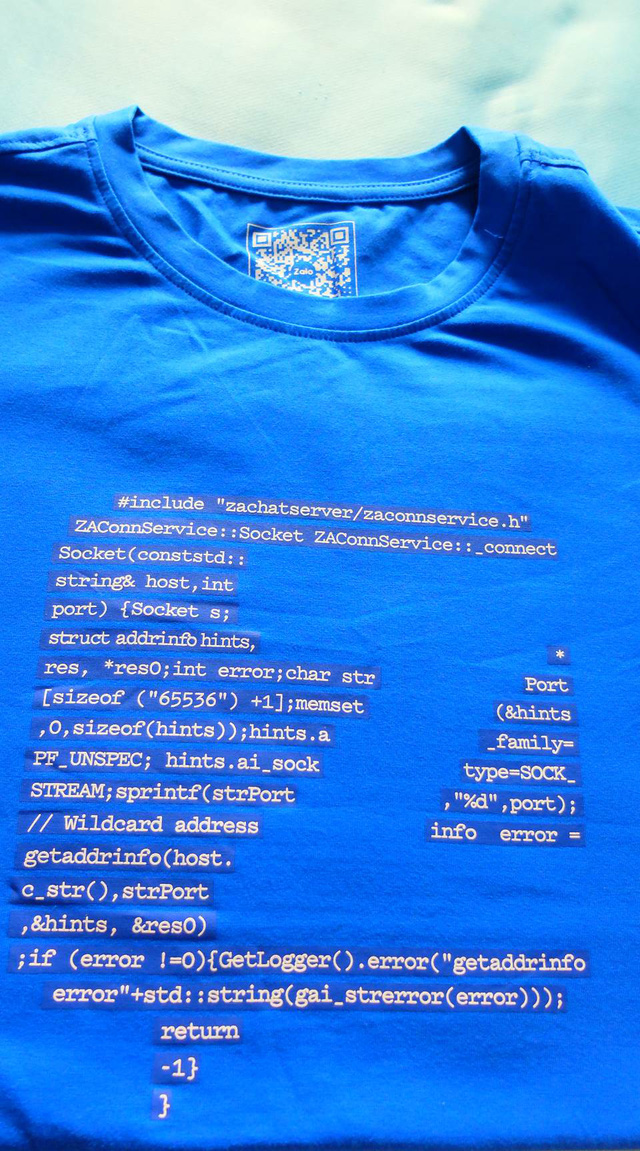 Zalo
#include "zachatserver/zaconnservice.h"
ZAConnService::Socket ZAConnService::_connect
Socket(conststd::
string& host,int
port) {Socket s;
struct addrinfo hints, *
res, *res0;int error;char str Port
[sizeof ("65536") +1];memset (&hints
,0,sizeof(hints));hints.a _family=
PF_UNSPEC; hints.ai_sock type=SOCK_
STREAM;sprintf(strPort ,"%d",port);
// Wildcard address info error =
getaddrinfo(host.
c_str(),strPort
,&hints, &res0)
;if (error !=0){GetLogger().error("getaddrinfo
error"+std::string(gai_strerror(error)));
return
-1}
}